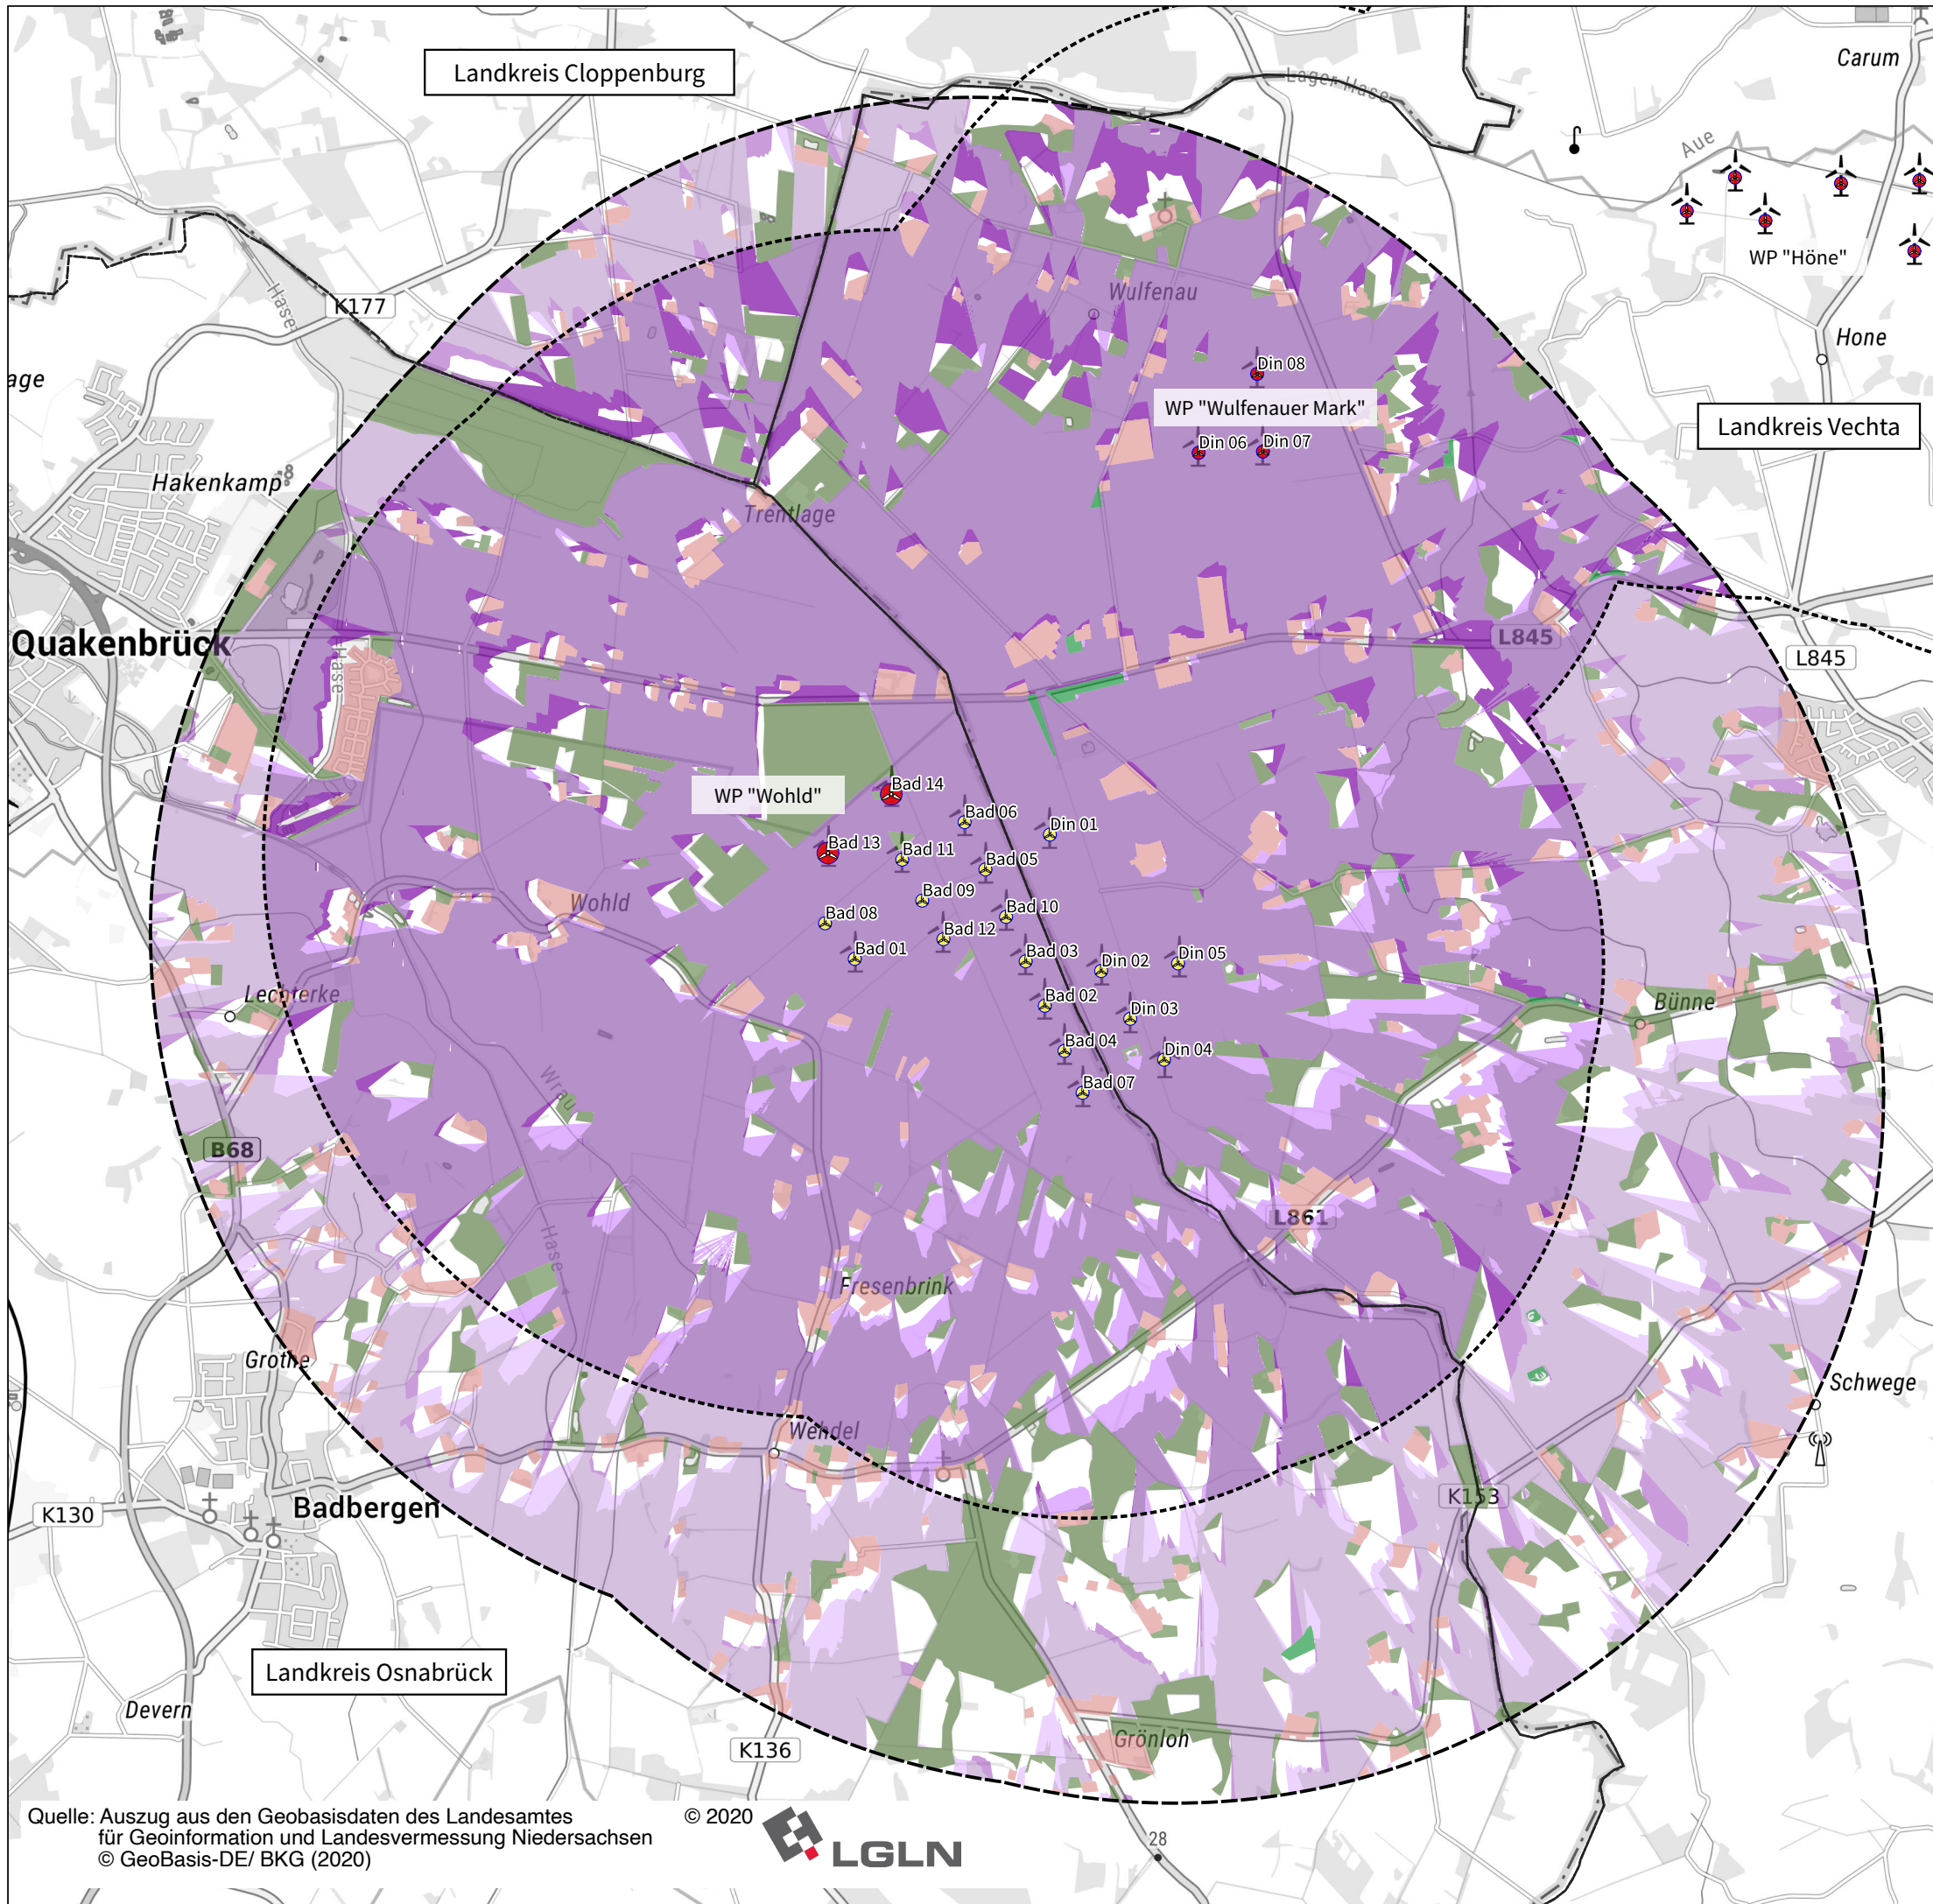 Landkreis Cloppenburg
Lager Hase
Carum
Aue
WP "Höne"
K177
Hase
Wulfenau
Hone
age
Din 08
WP "Wulfenauer Mark"
Landkreis Vechta
Din 06
Din 07
Hakenkamp
Trentlage
Quakenbrück
L845
L845
Hase
WP "Wohld"
Bad 14
Bad 06
Din 01
Bad 13
Bad 11
Bad 05
Bad 09
Wohld
Bad 08
Bad 10
Bad 12
Bad 01
Bad 03
Din 02
Din 05
Lechterke
Bad 02
Din 03
Bünne
Bad 04
Din 04
Wrau
Bad 07
B68
L861
Hase
Fresenbrink
Grothe
Schwege
Wehdel
K153
Badbergen
K130
Landkreis Osnabrück
Devern
Grönloh
K136
Quelle: Auszug aus den Geobasisdaten des Landesamtes
für Geoinformation und Landesvermessung Niedersachsen
© GeoBasis-DE/ BKG (2020)
© 2020
LGLN
28